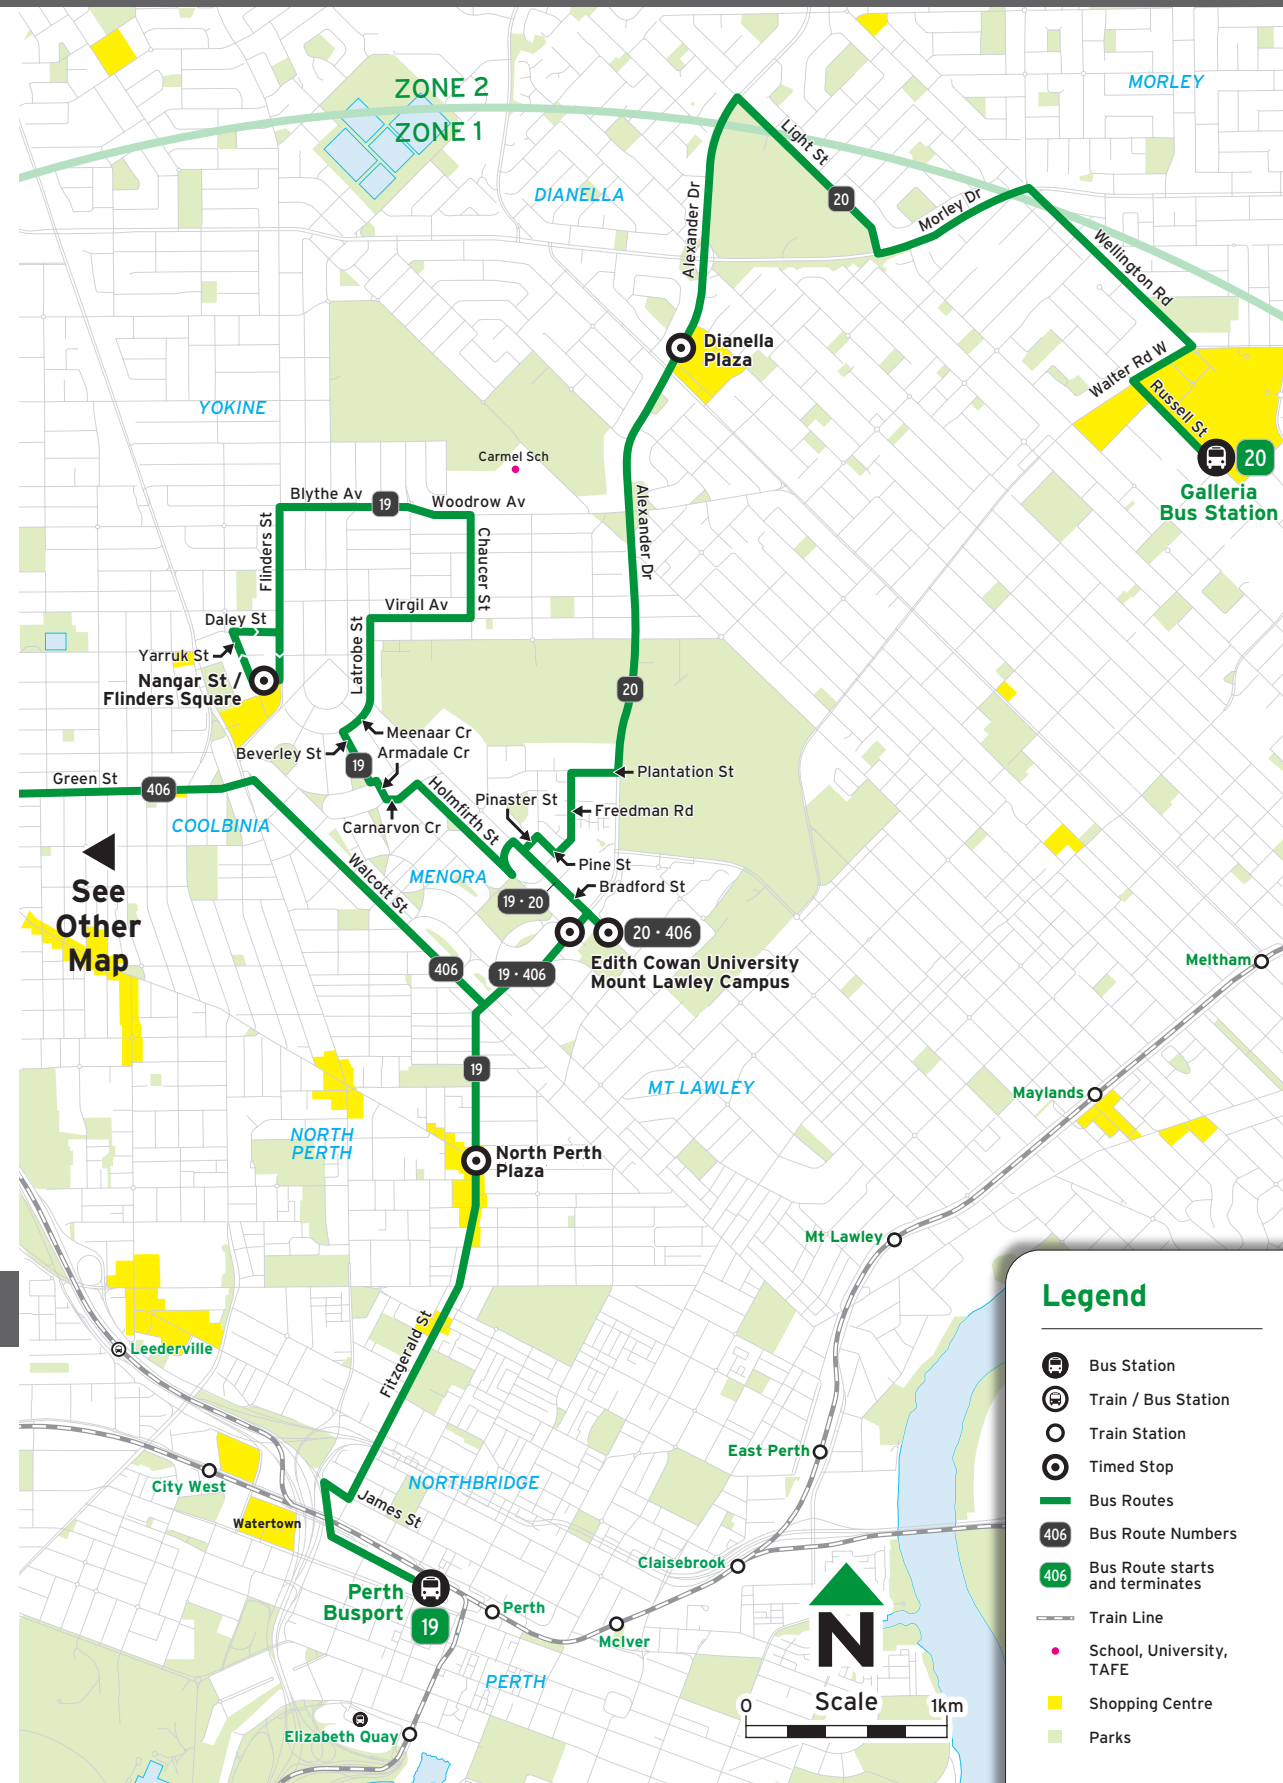 ZONE 2
ZONE 1
MORLEY
DIANELLA
Light St
20
Morley Dr
Alexander Dr
Wellington Rd
Dianella
Plaza
Walter Rd W
Russell St
20
Galleria
Bus Station
YOKINE
Carmel Sch
Blythe Av
19
Woodrow Av
Flinders St
Chaucer St
Alexander Dr
Daley St
Virgil Av
Yarruk St
Latrobe St
Nangar St /
Flinders Square
20
Meenaar Cr
Beverley St
Armadale Cr
19
Green St
406
Plantation St
Holmfirth St
Pinaster St
Freedman Rd
COOLBINIA
Carnarvon Cr
See
Other
Map
Walcott St
MENORA
Pine St
Bradford St
19 • 20
20 • 406
Edith Cowan University
Mount Lawley Campus
406
19 • 406
Meltham
19
MT LAWLEY
Maylands
NORTH
PERTH
North Perth
Plaza
Mt Lawley
Leederville
Fitzgerald St
East Perth
City West
NORTHBRIDGE
James St
Watertown
Claisebrook
Perth
Busport
19
Perth
McIver
PERTH
Elizabeth Quay
N
Scale
0
1km
Legend
Bus Station
Train / Bus Station
Train Station
Timed Stop
Bus Routes
406
Bus Route Numbers
406
Bus Route starts
and terminates
Train Line
School, University,
TAFE
Shopping Centre
Parks